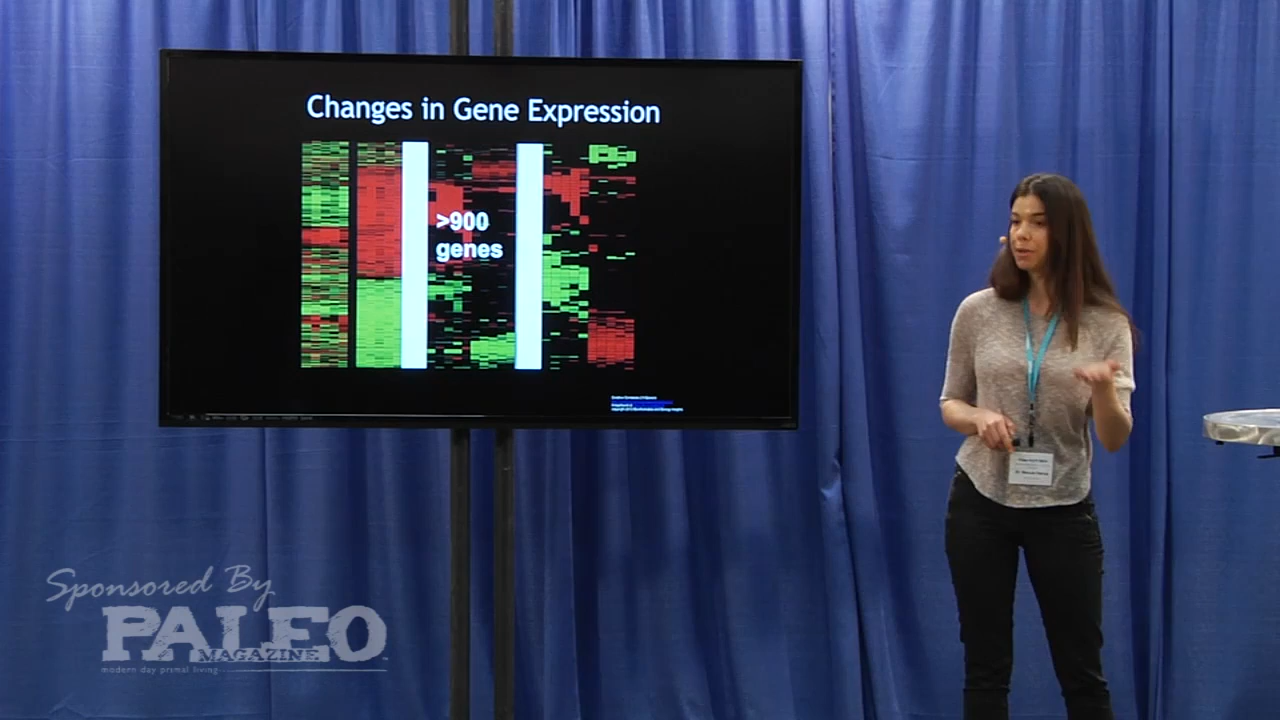 Changes in Gene Expression
>900
genes
Sponsored By
PALEO
MAGAZINE
modern day primal living